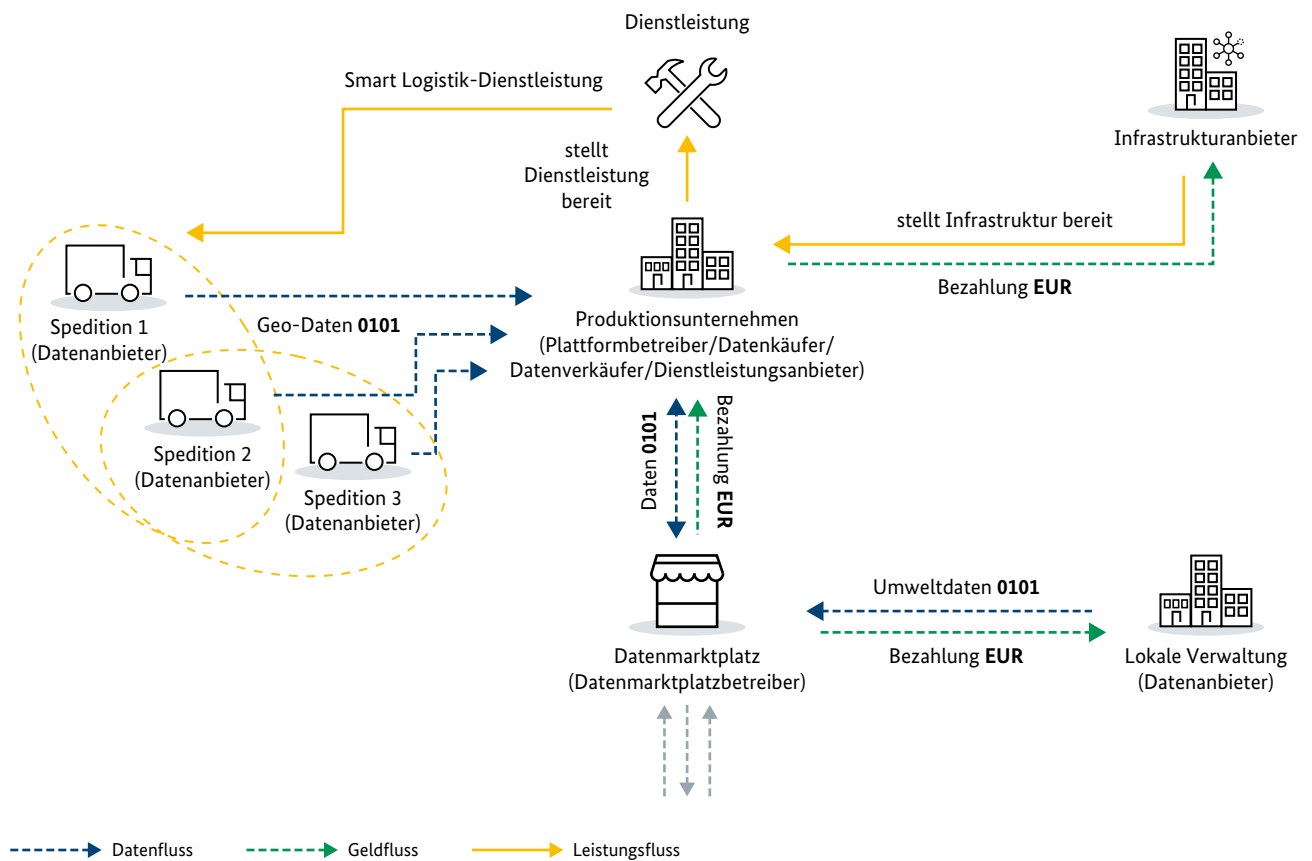 Dienstleistung
Smart Logistik-Dienstleistung
Infrastrukturanbieter
stellt
Dienstleistung
bereit
stellt Infrastruktur bereit
Bezahlung EUR
Spedition 1
(Datenanbieter)
Geo-Daten 0101
Produktionsunternehmen
(Plattformbetreiber/Datenkäufer/
Datenverkäufer/Dienstleistungsanbieter)
Spedition 2
(Datenanbieter)
Spedition 3
(Datenanbieter)
Daten 0101
Bezahlung EUR
Umweltdaten 0101
Bezahlung EUR
Datenmarktplatz
(Datenmarktplatzbetreiber)
Lokale Verwaltung
(Datenanbieter)
Datenfluss
Geldfluss
Leistungsfluss